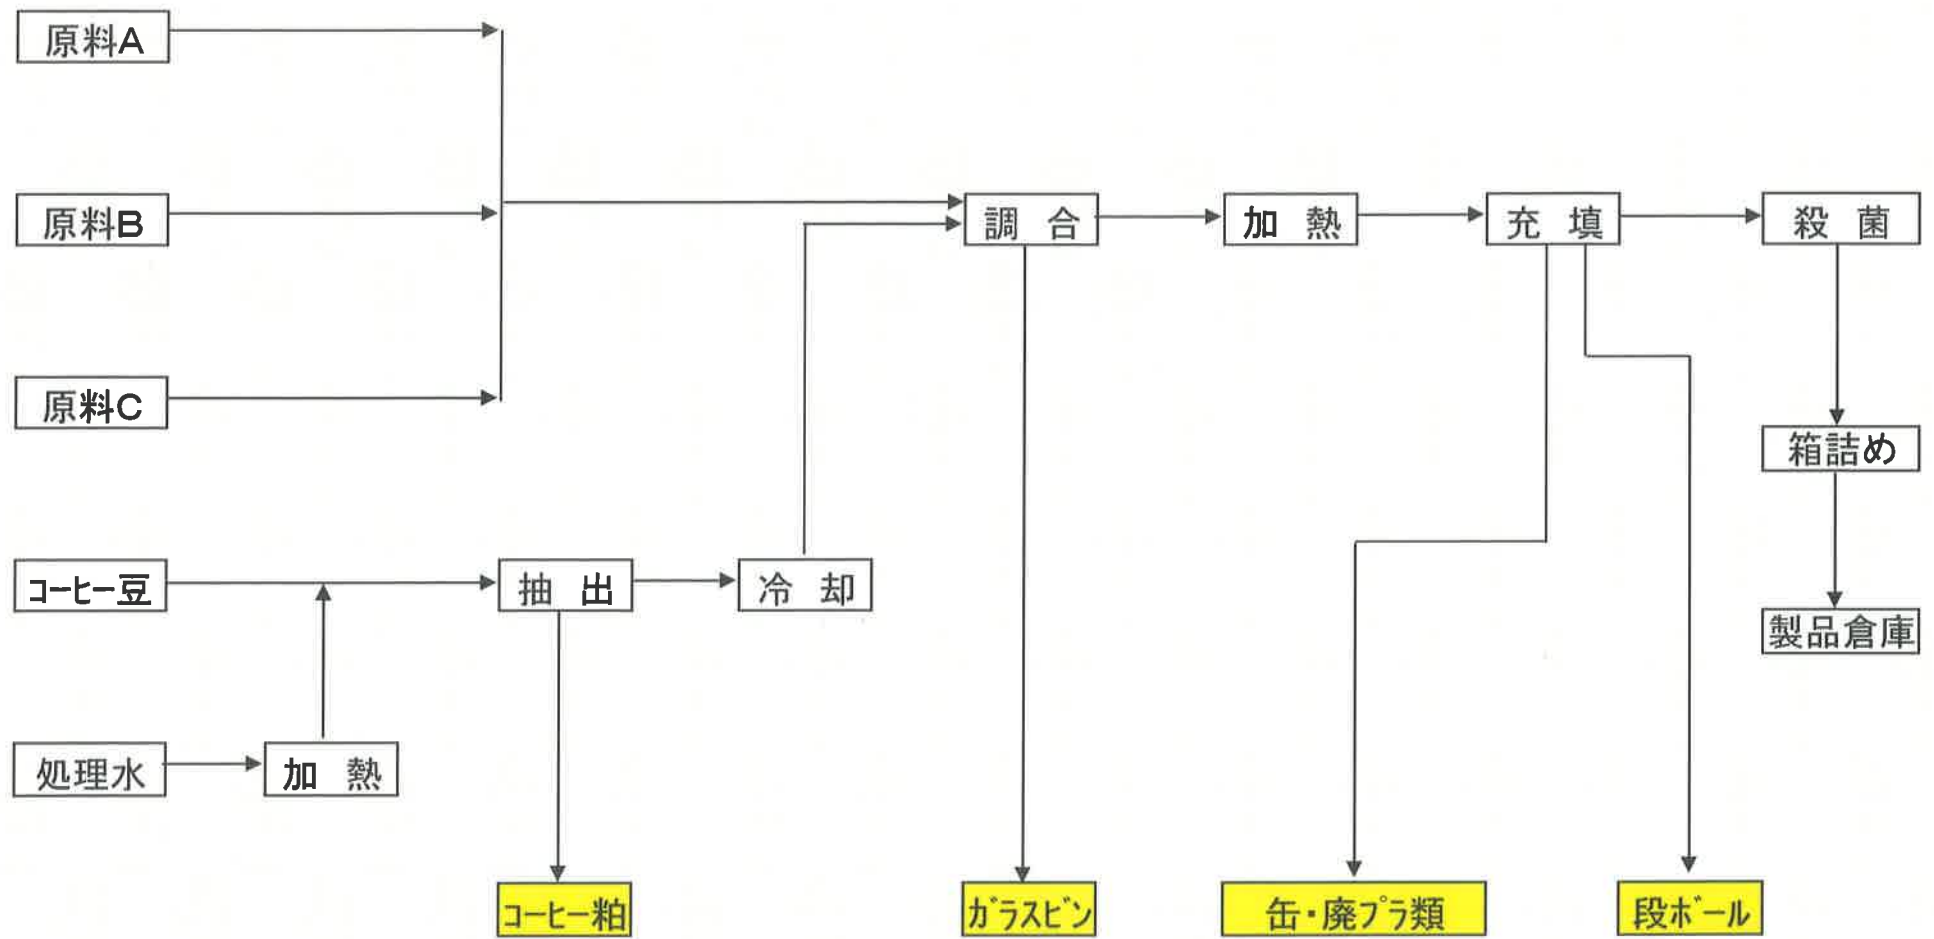 原料A
原料B
調 合
加 熱
充 填
殺 菌
原料C
箱詰め
コーヒー豆
抽 出
冷 却
製品倉庫
処理水
加 熱
コーヒー粕
ガラスビン
缶・廃プラ類
段ボール